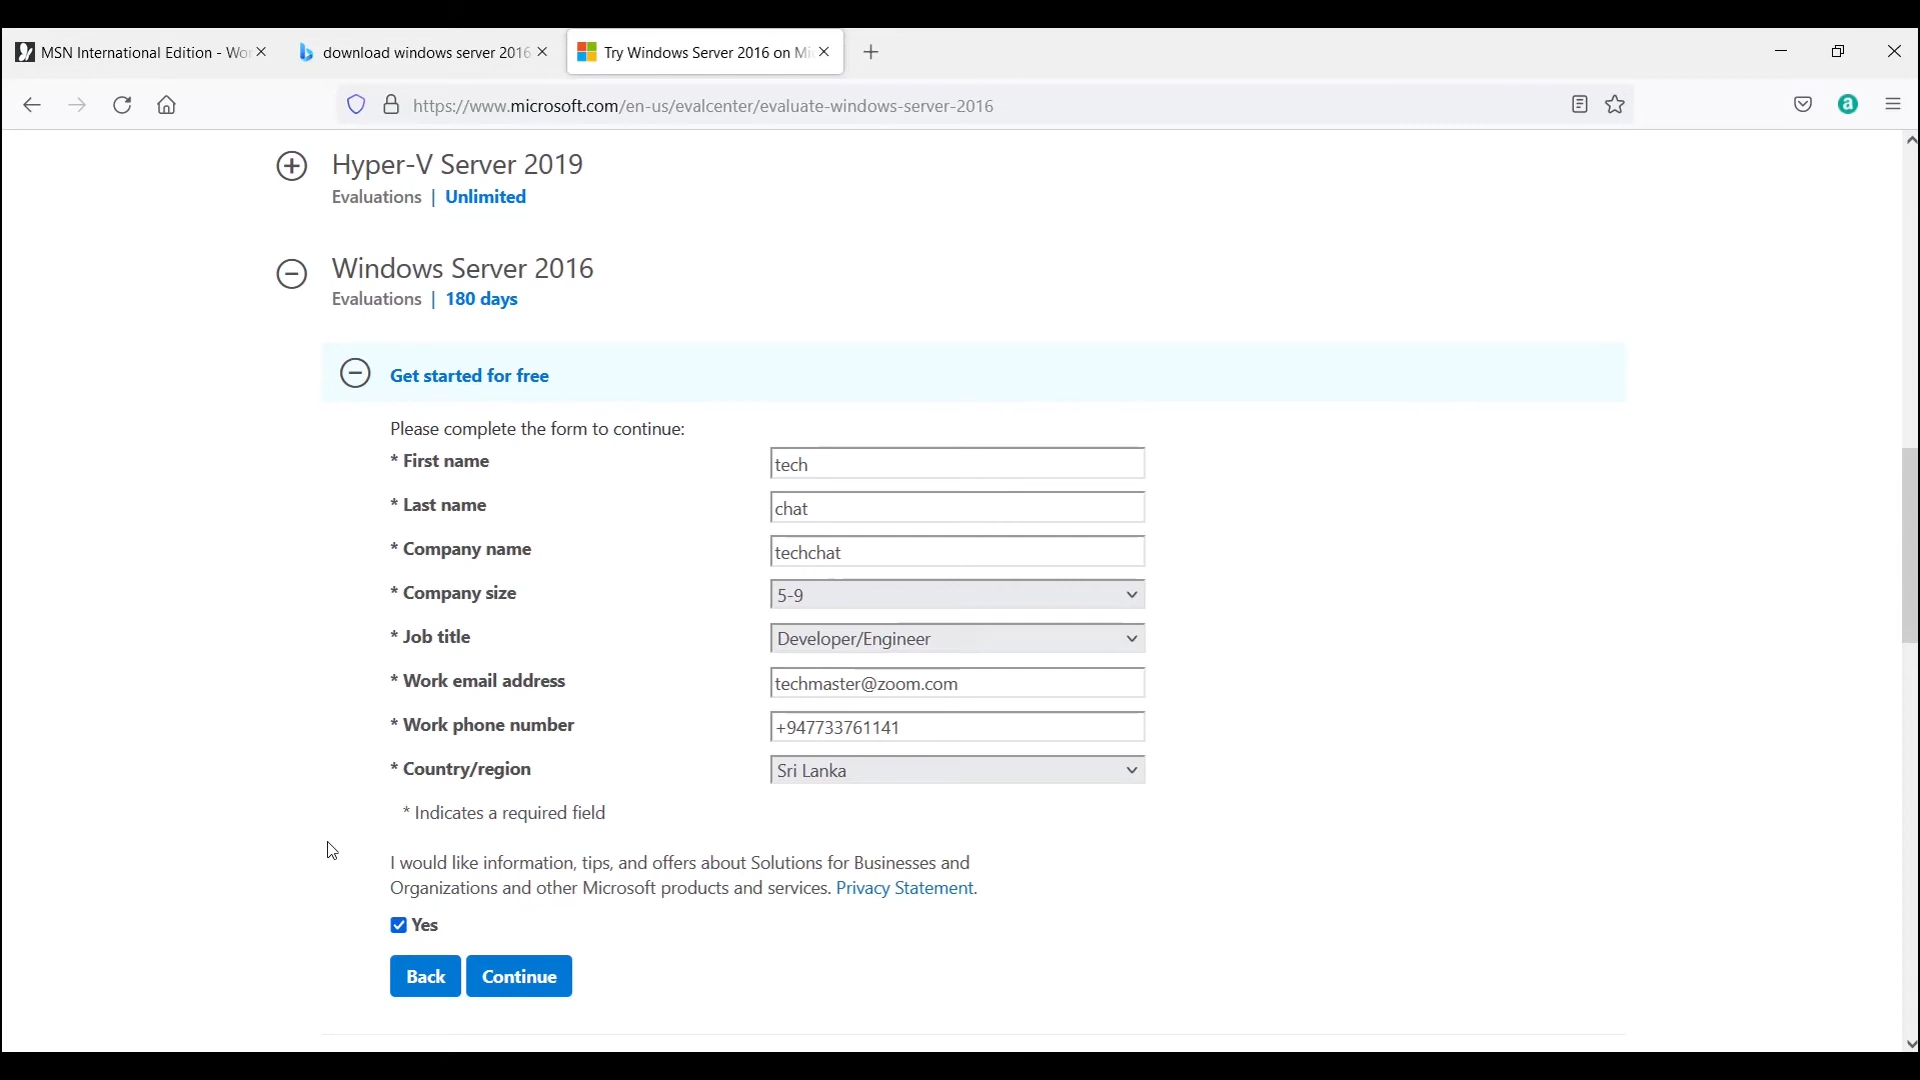 MSN International Edition - Wo
download windows server 2016
Try Windows Server 2016 on Mi
https://www.microsoft.com/en-us/evalcenter/evaluate-windows-server-2016
a
Hyper-V Server 2019
Evaluations | Unlimited
Windows Server 2016
Evaluations | 180 days
Get started for free
Please complete the form to continue:
* First name tech
* Last name chat
* Company name techchat
* Company size 5-9
* Job title Developer/Engineer
* Work email address techmaster@zoom.com
* Work phone number +947733761141
* Country/region Sri Lanka
* Indicates a required field
I would like information, tips, and offers about Solutions for Businesses and
Organizations and other Microsoft products and services. Privacy Statement.
Yes
Back Continue